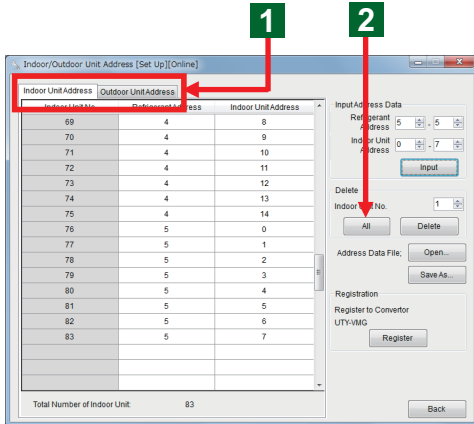 1
2
Indoor/Outdoor Unit Address [Set Up][Online]
Indoor Unit Address Outdoor Unit Address
Indoor Unit No. Refrigerant Address Indoor Unit Address
69 4 8
70 4 9
71 4 10
72 4 11
73 4 12
74 4 13
75 4 14
76 5 0
77 5 1
78 5 2
79 5 3
80 5 4
81 5 5
82 5 6
83 5 7
Total Number of Indoor Unit: 83
Input Address Data
Refrigerant
Address 5 - 5
Indoor Unit
Address 0 - 7
Input
Delete
Indoor Unit No. 1
All Delete
Address Data File; Open...
Save As...
Registration
Register to Convertor
UTY-VMG
Register
Back